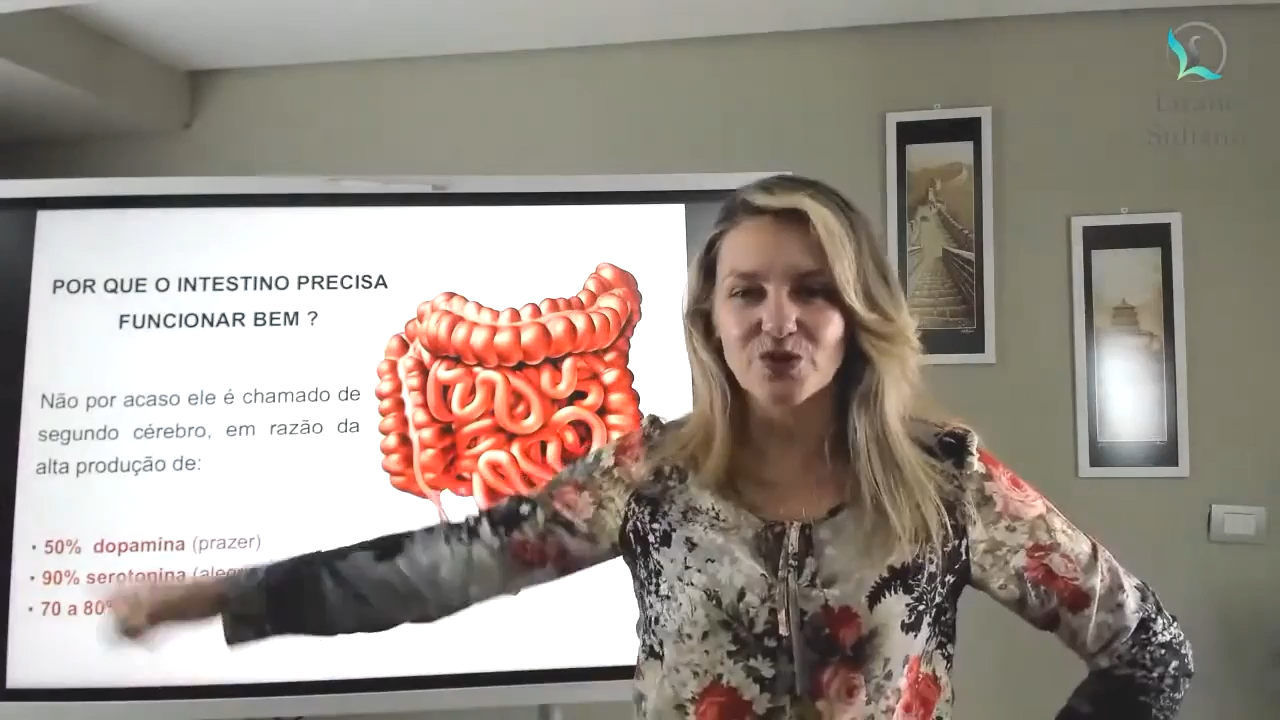 POR QUE O INTESTINO PRECISA
FUNCIONAR BEM ?
Não por acaso ele é chamado de
segundo cérebro, em razão da
alta produção de:
• 50% dopamina (prazer)
• 90% serotonina
• 70 a 80%